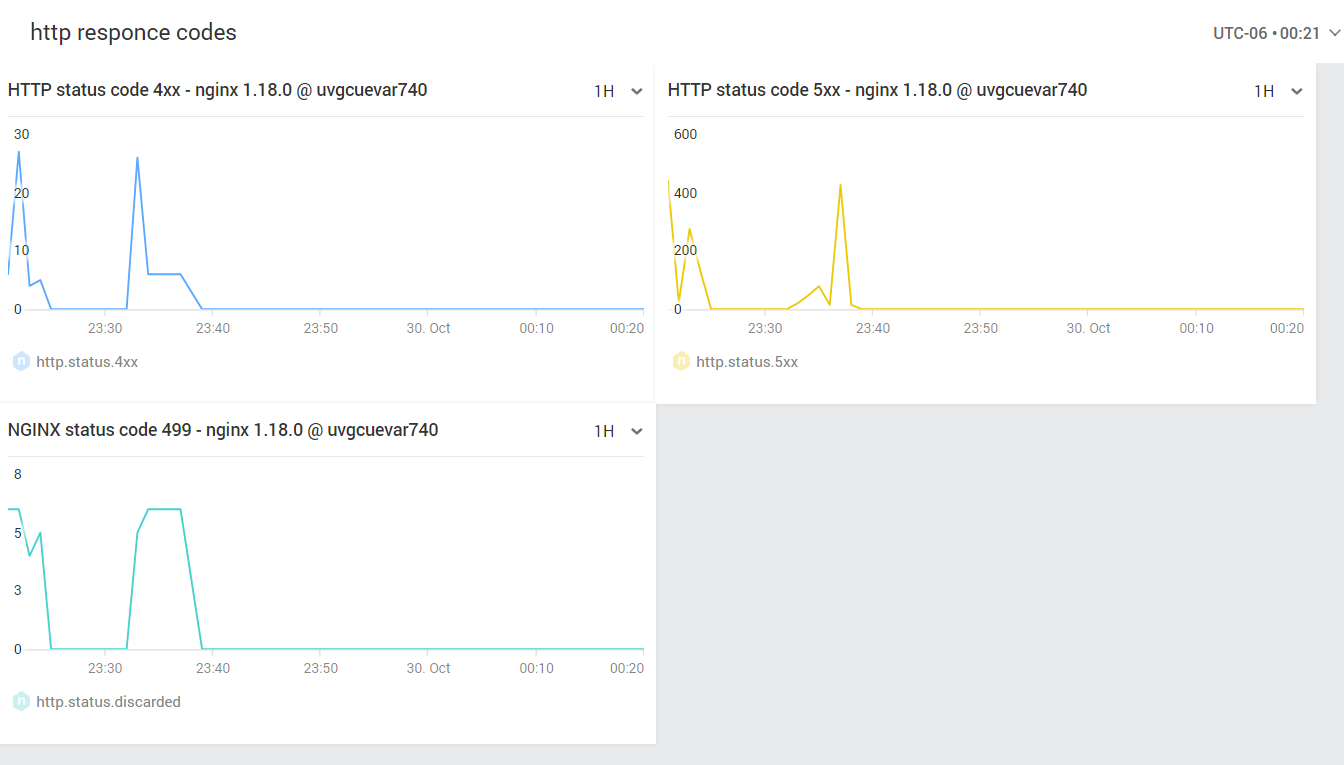 http responce codes
UTC-06 • 00:21
HTTP status code 4xx - nginx 1.18.0 @ uvgcuevar740
1H
30
20
10
0
23:30 23:40 23:50 30. Oct 00:10 00:20
n http.status.4xx
HTTP status code 5xx - nginx 1.18.0 @ uvgcuevar740
1H
600
400
200
0
23:30 23:40 23:50 30. Oct 00:10 00:20
n http.status.5xx
NGINX status code 499 - nginx 1.18.0 @ uvgcuevar740
1H
8
5
3
0
23:30 23:40 23:50 30. Oct 00:10 00:20
n http.status.discarded